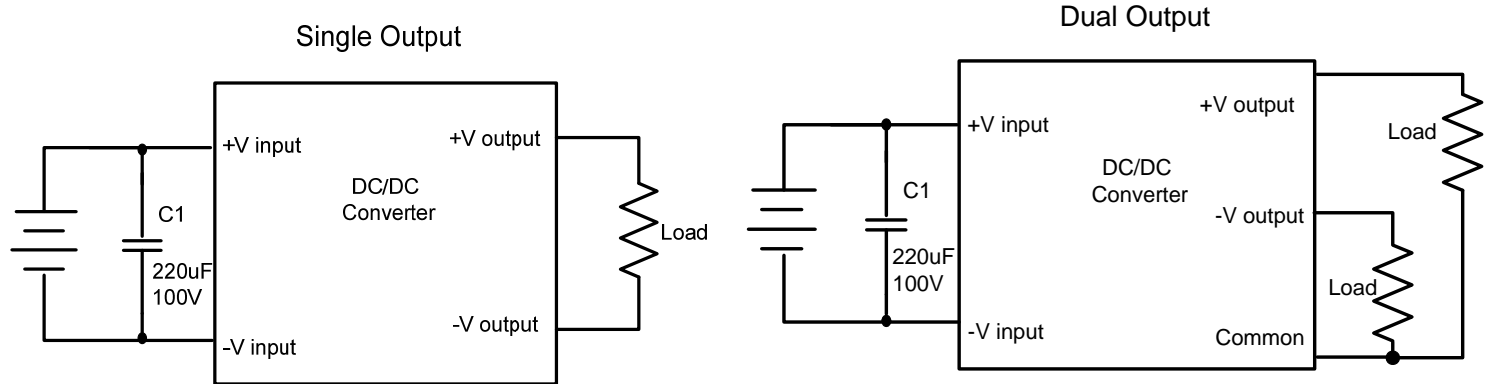 Single Output
+V input
+V output
DC/DC
Converter
C1
Load
220uF
100V
-V output
-V input
Dual Output
+V output
+V input
Load
DC/DC
Converter
C1
-V output
220uF
100V
Load
-V input
Common